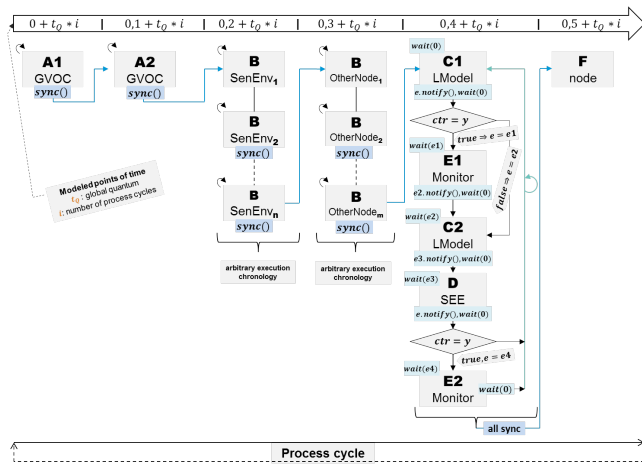 0 + t_Q * i | 0,1 + t_Q * i | 0,2 + t_Q * i | 0,3 + t_Q * i | 0,4 + t_Q * i | 0,5 + t_Q * i
A1
GVOC
sync()
A2
GVOC
sync()
B
SenEnv₁
B
SenEnv₂
sync()
B
SenEnvₙ
sync()
arbitrary execution
chronology
B
OtherNode₁
B
OtherNode₂
sync()
B
OtherNodeₘ
sync()
arbitrary execution
chronology
wait(0)
C1
LModel
e.notify(),wait(0)
ctr = y
true ⇒ e = e1
false ⇒ e = e2
wait(e1)
E1
Monitor
e2.notify(),wait(0)
wait(e2)
C2
LModel
e3.notify(),wait(0)
wait(e3)
D
SEE
e.notify(),wait(0)
ctr = y
true,e = e4
wait(e4)
E2
Monitor
wait(0)
all sync
F
node
Modeled points of time
t_Q : global quantum
i: number of process cycles
Process cycle